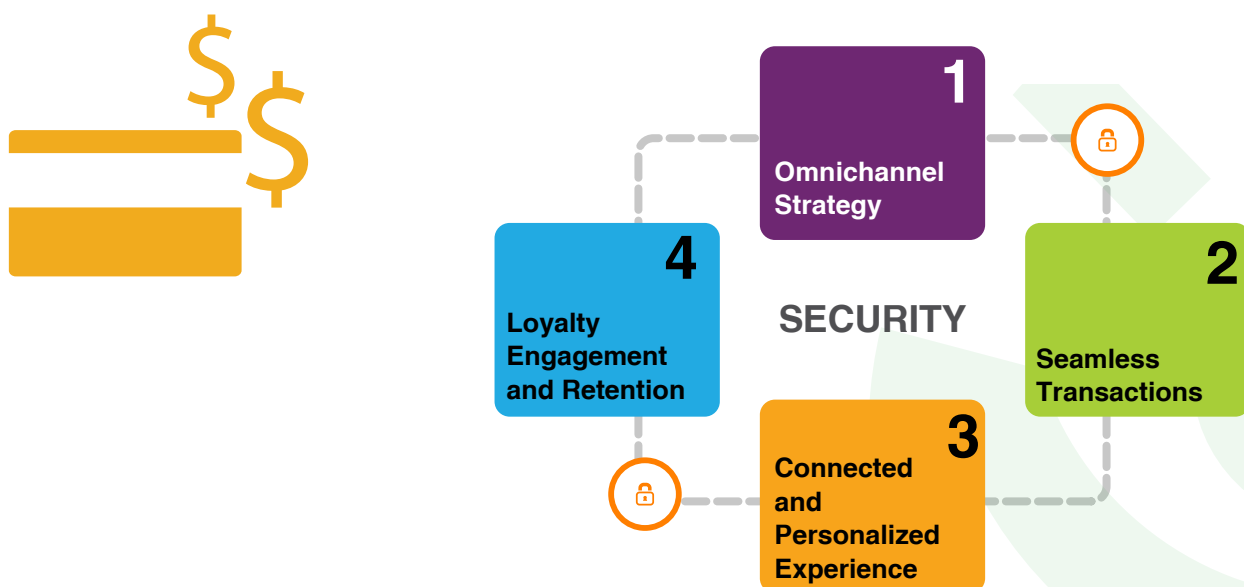 $
$
1
Omnichannel
Strategy
2
Seamless
Transactions
3
Connected
and
Personalized
Experience
4
Loyalty
Engagement
and Retention
SECURITY